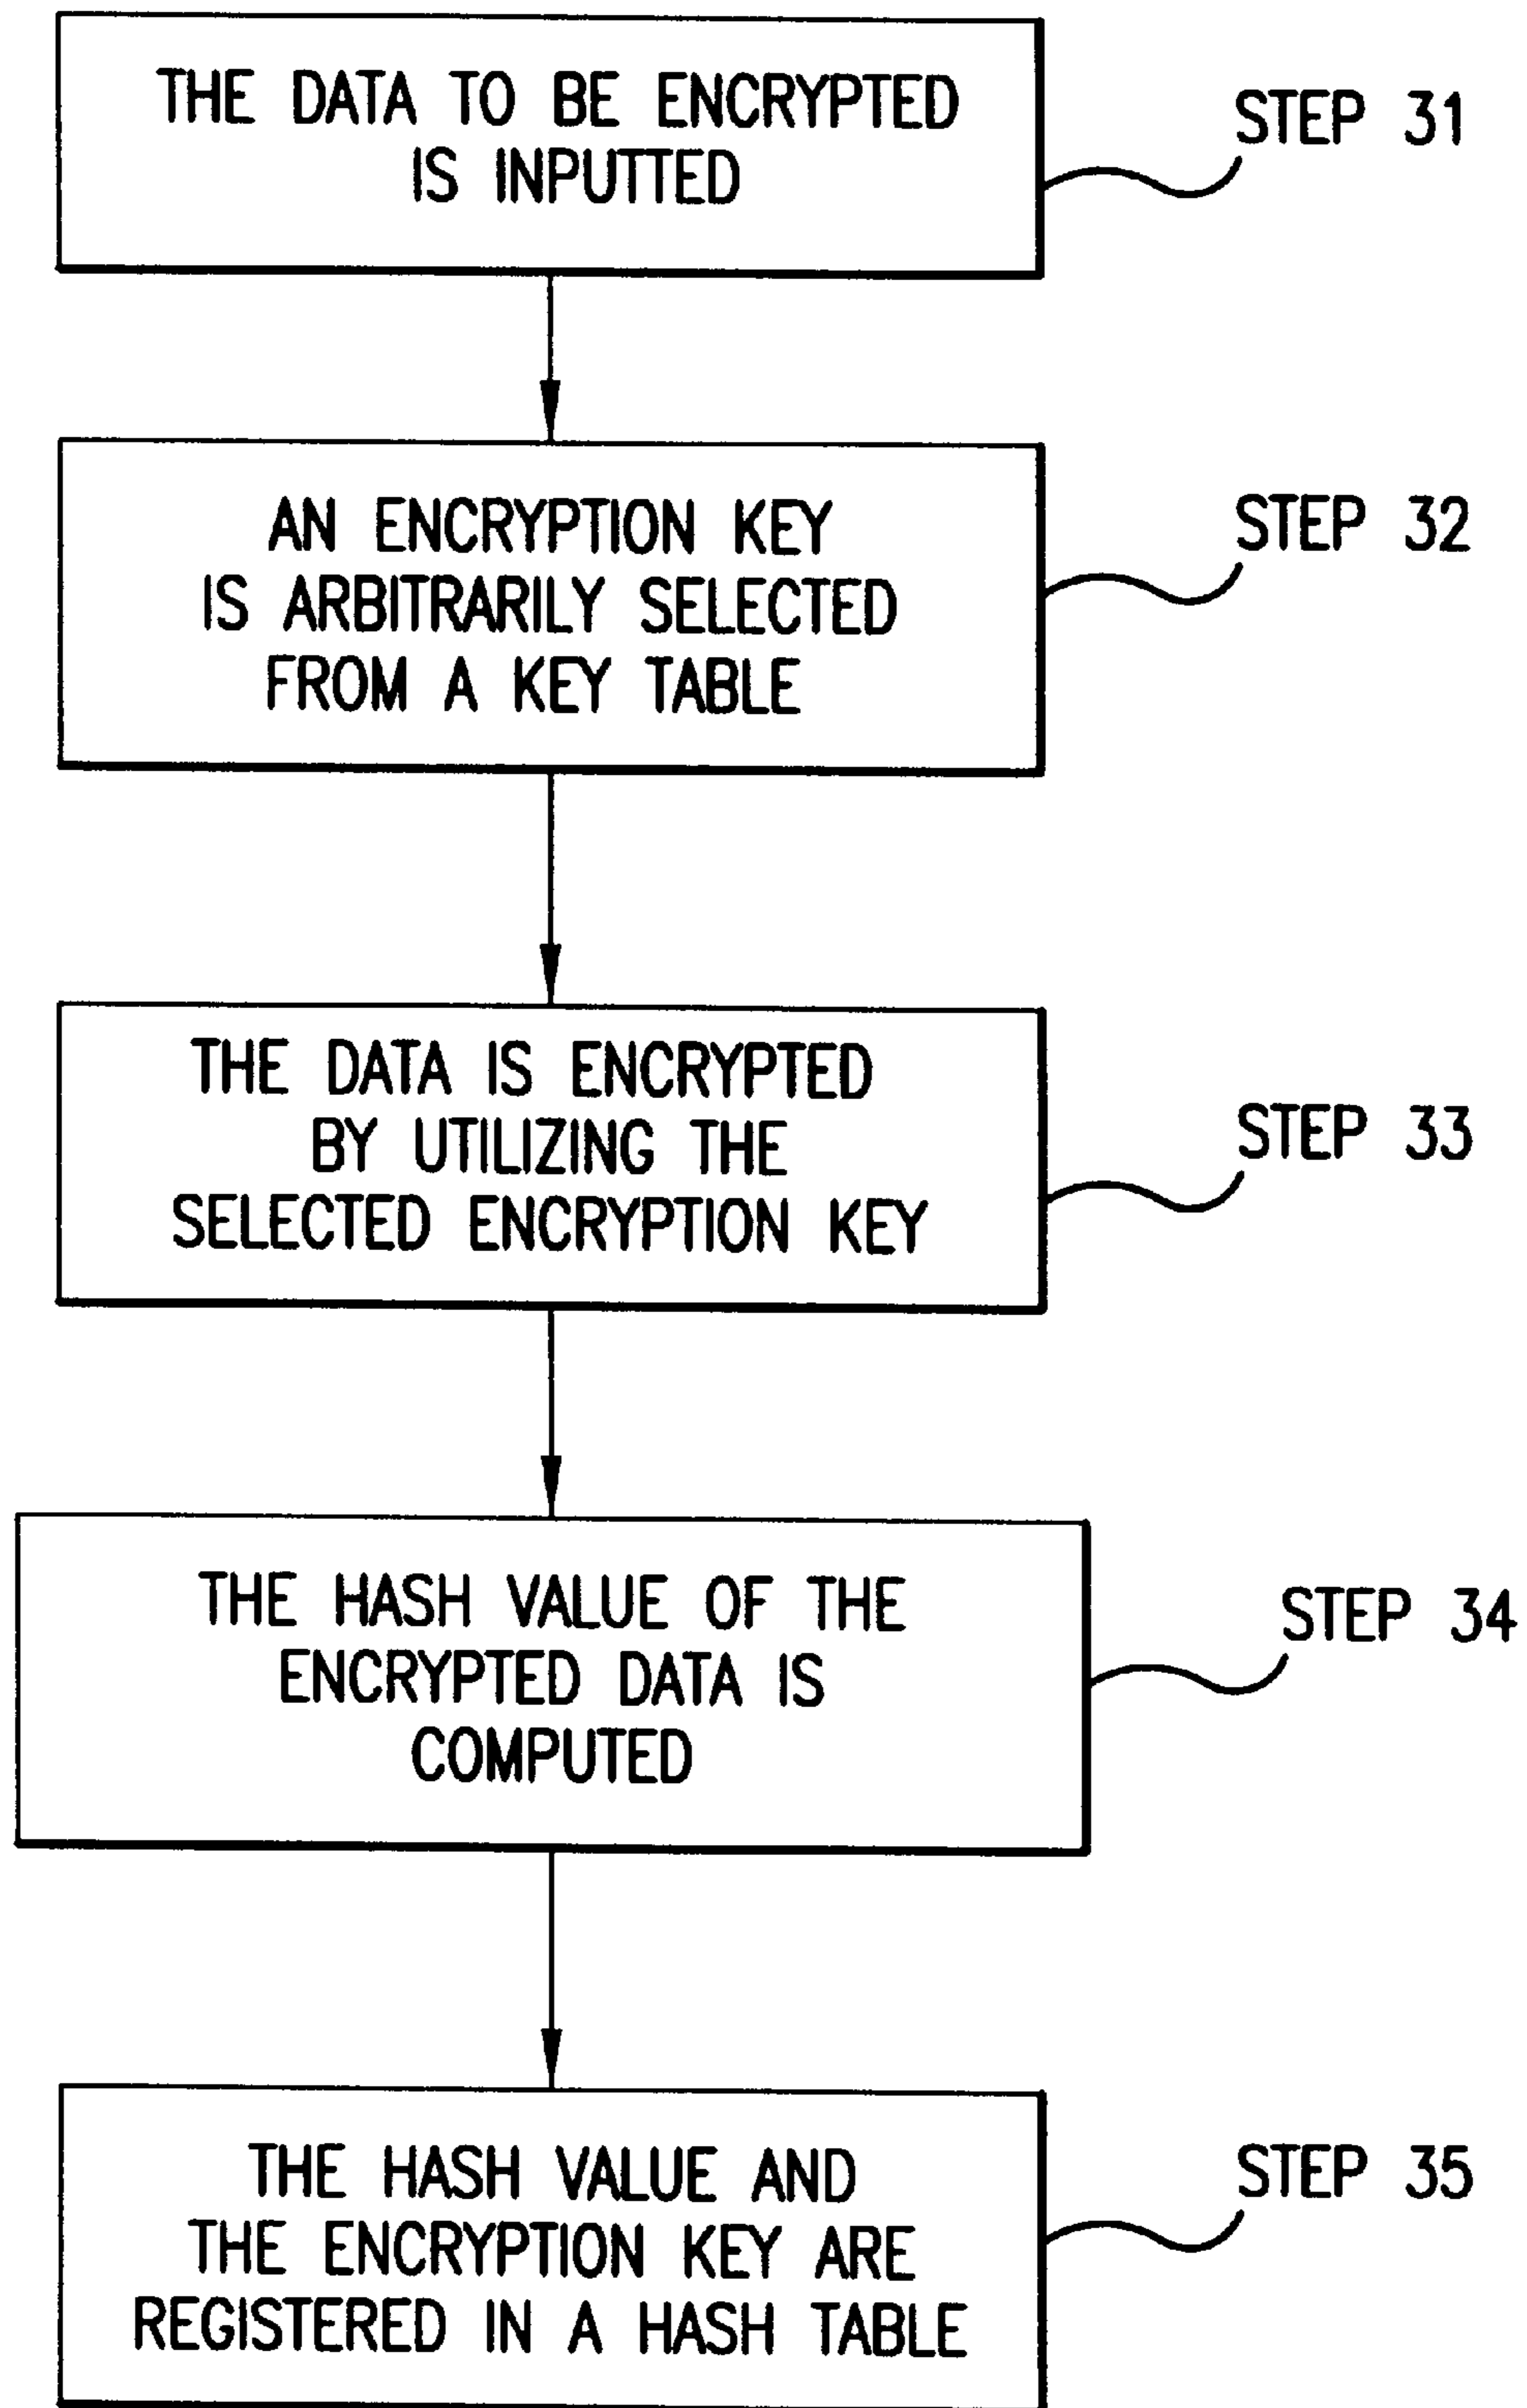 THE DATA TO BE ENCRYPTED
IS INPUTTED
STEP 31
AN ENCRYPTION KEY
IS ARBITRARILY SELECTED
FROM A KEY TABLE
STEP 32
THE DATA IS ENCRYPTED
BY UTILIZING THE
SELECTED ENCRYPTION KEY
STEP 33
THE HASH VALUE OF THE
ENCRYPTED DATA IS
COMPUTED
STEP 34
THE HASH VALUE AND
THE ENCRYPTION KEY ARE
REGISTERED IN A HASH TABLE
STEP 35